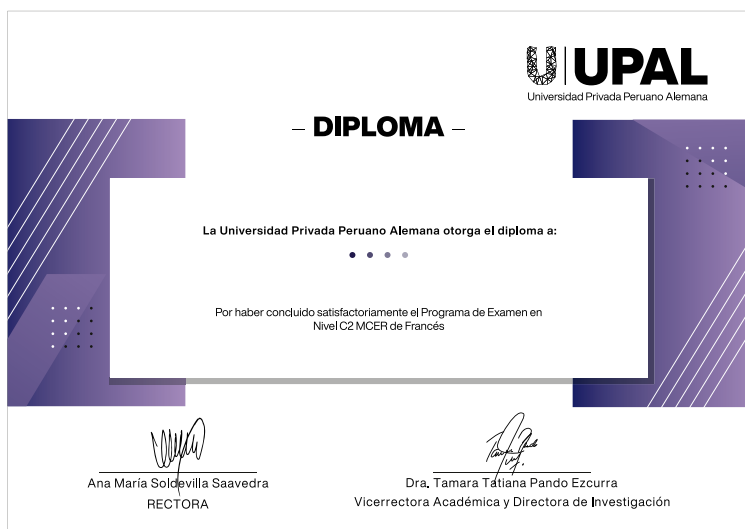 UPAL
Universidad Privada Peruano Alemana
– DIPLOMA –
La Universidad Privada Peruano Alemana otorga el diploma a:
Por haber concluido satisfactoriamente el Programa de Examen en
Nivel C2 MCER de Francés
Ana María Soldevilla Saavedra
RECTORA
Dra. Tamara Tatiana Pando Ezcurra
Vicerrectora Académica y Directora de Investigación